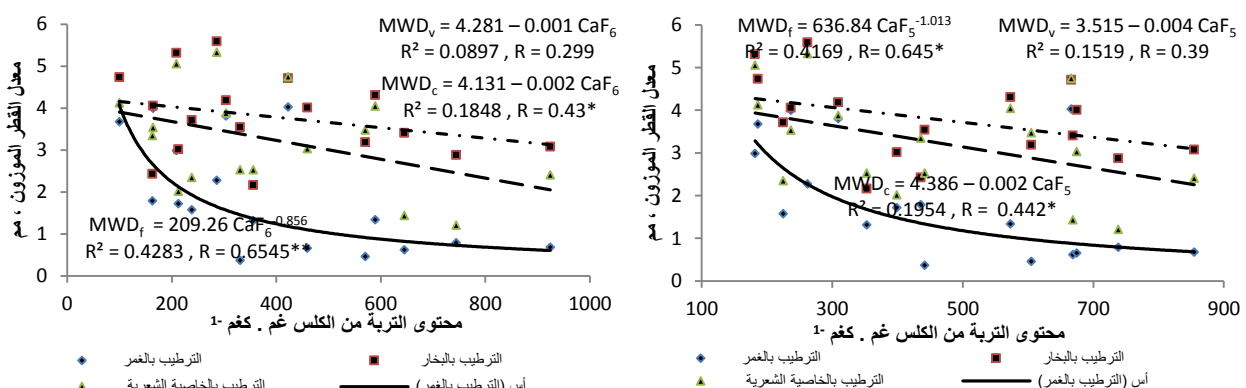 MWDv = 4.281 – 0.001 CaF6
R² = 0.0897 , R = 0.299
MWDc = 4.131 – 0.002 CaF6
R² = 0.1848 , R = 0.43*
MWDf = 209.26 CaF6-0.856
R² = 0.4283 , R = 0.6545**
معدل القطر الموزون ، مم
6
5
4
3
2
1
0
0 200 400 600 800 1000
محتوى التربة من الكلس غم . كغم -1
الترطيب بالغمر
الترطيب بالبخار
الترطيب بالخاصية الشعرية
أس (الترطيب بالغمر)
MWDf = 636.84 CaF5-1.013
R² = 0.4169 , R= 0.645*
MWDv = 3.515 – 0.004 CaF5
R² = 0.1519 , R = 0.39
MWDc = 4.386 – 0.002 CaF5
R² = 0.1954 , R = 0.442*
معدل القطر الموزون ، مم
6
5
4
3
2
1
0
100 300 500 700 900
محتوى التربة من الكلس غم . كغم -1
الترطيب بالغمر
الترطيب بالبخار
الترطيب بالخاصية الشعرية
أس (الترطيب بالغمر)